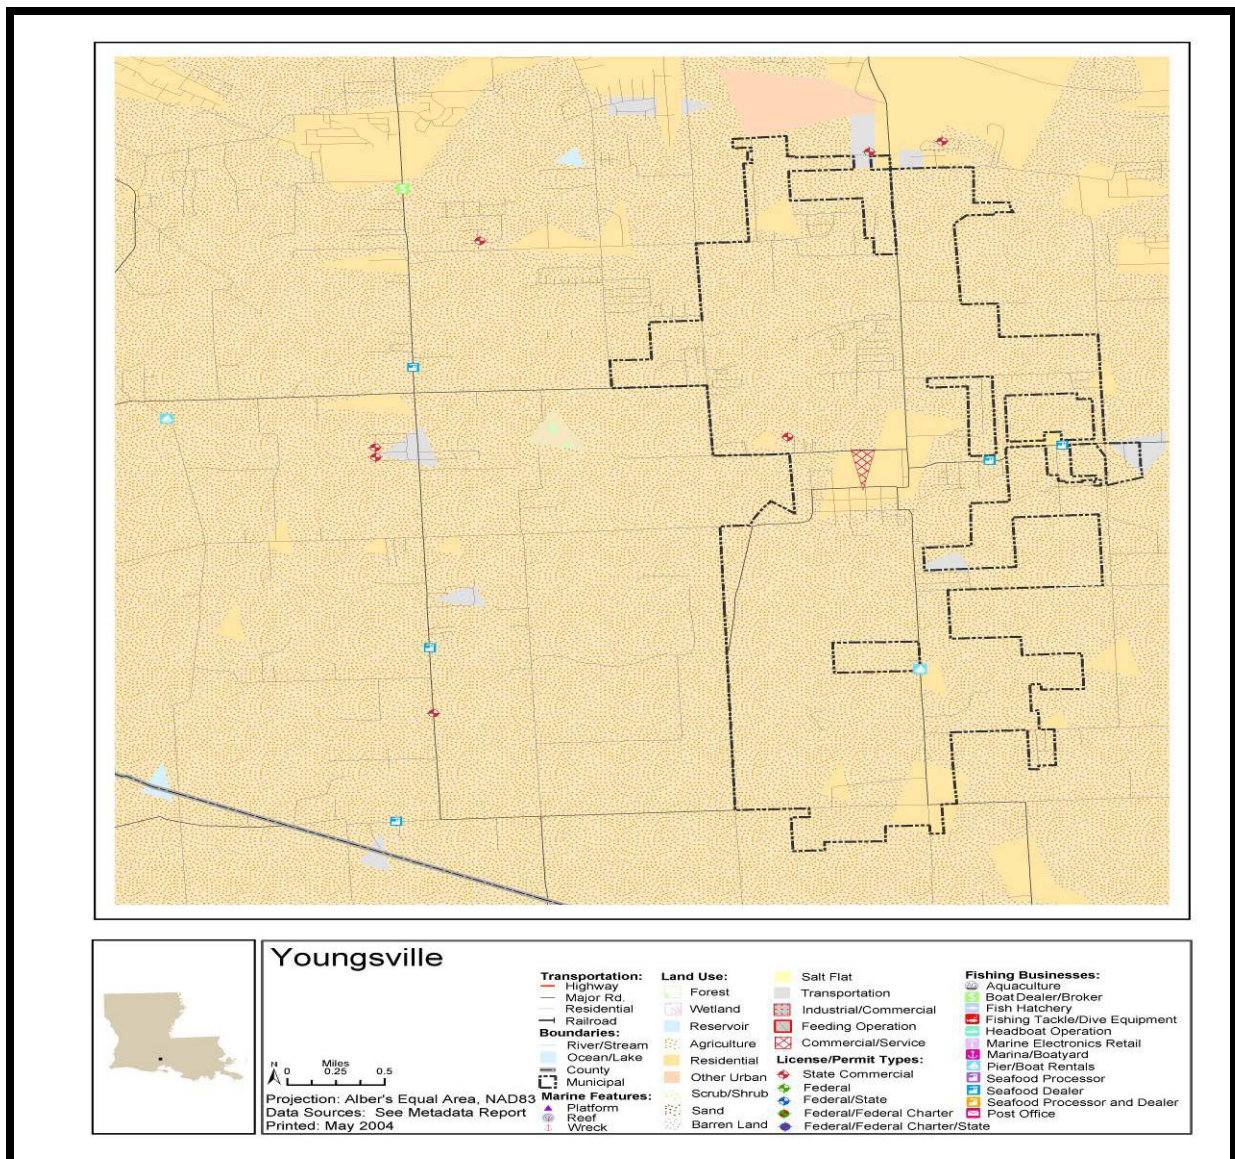 Youngsville
N
Miles
0 0.25 0.5
Projection: Alber's Equal Area, NAD83
Data Sources: See Metadata Report
Printed: May 2004
Transportation:
Highway
Major Rd.
Residential
Railroad
Boundaries:
River/Stream
Ocean/Lake
County
Municipal
Marine Features:
Platform
Reef
Wreck
Land Use:
Forest
Wetland
Reservoir
Agriculture
Residential
Other Urban
Scrub/Shrub
Sand
Barren Land
Salt Flat
Transportation
Industrial/Commercial
Feeding Operation
Commercial/Service
License/Permit Types:
State Commercial
Federal
Federal/State
Federal/Federal Charter
Federal/Federal Charter/State
Fishing Businesses:
Aquaculture
Boat Dealer/Broker
Fish Hatchery
Fishing Tackle/Dive Equipment
Headboat Operation
Marine Electronics Retail
Marina/Boatyard
Pier/Boat Rentals
Seafood Processor
Seafood Dealer
Seafood Processor and Dealer
Post Office